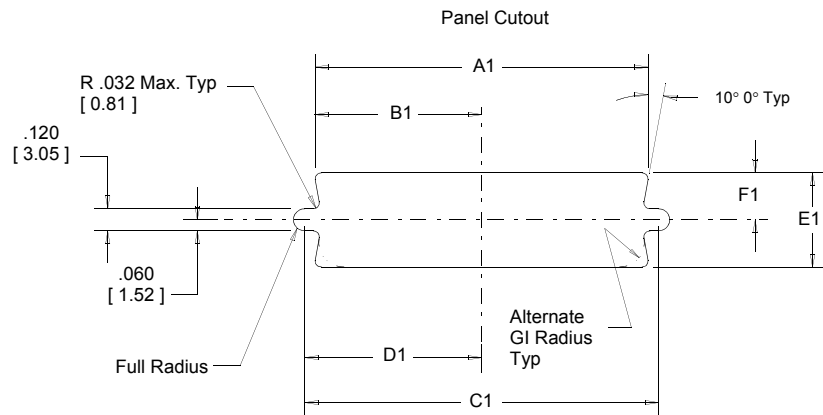 Panel Cutout
A1
R .032 Max. Typ
[ 0.81 ]
10° 0° Typ
B1
.120
[ 3.05 ]
F1
E1
.060
[ 1.52 ]
Alternate
GI Radius
Typ
Full Radius
D1
C1